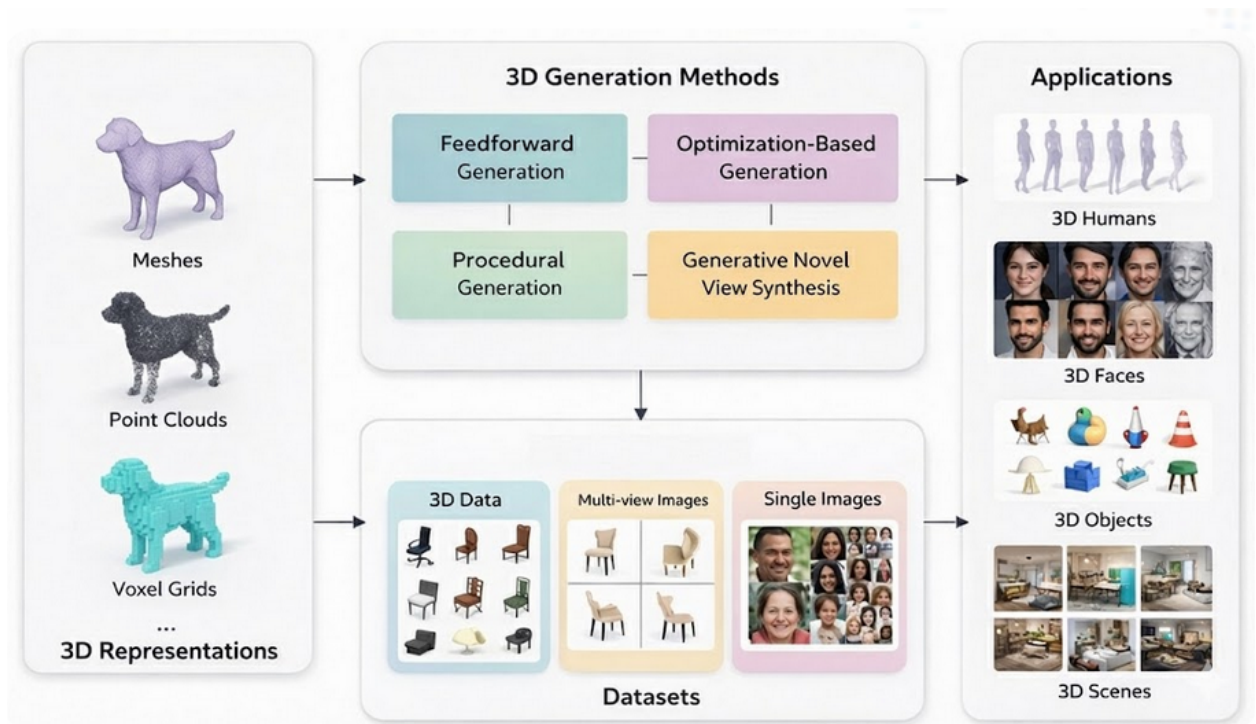 Meshes
Point Clouds
Voxel Grids
...
3D Representations
3D Generation Methods
Feedforward
Generation
Optimization-Based
Generation
Procedural
Generation
Generative Novel
View Synthesis
3D Data
Multi-view Images
Single Images
Datasets
Applications
3D Humans
3D Faces
3D Objects
3D Scenes